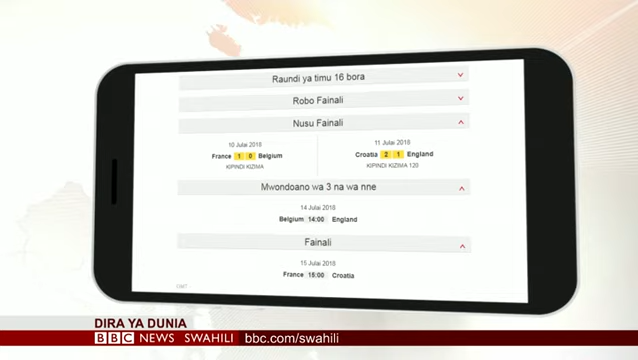 Raundi ya timu 16 bora
Robo Fainali
Nusu Fainali
10 Julai 2018
France 1 0 Belgium
KIPINDI KIZIMA
11 Julai 2018
Croatia 2 1 England
KIPINDI KIZIMA 120
Mwondoano wa 3 na wa nne
14 Julai 2018
Belgium 14:00 England
Fainali
15 Julai 2018
France 15:00 Croatia
DIRA YA DUNIA
BBC NEWS SWAHILI bbc.com/swahili